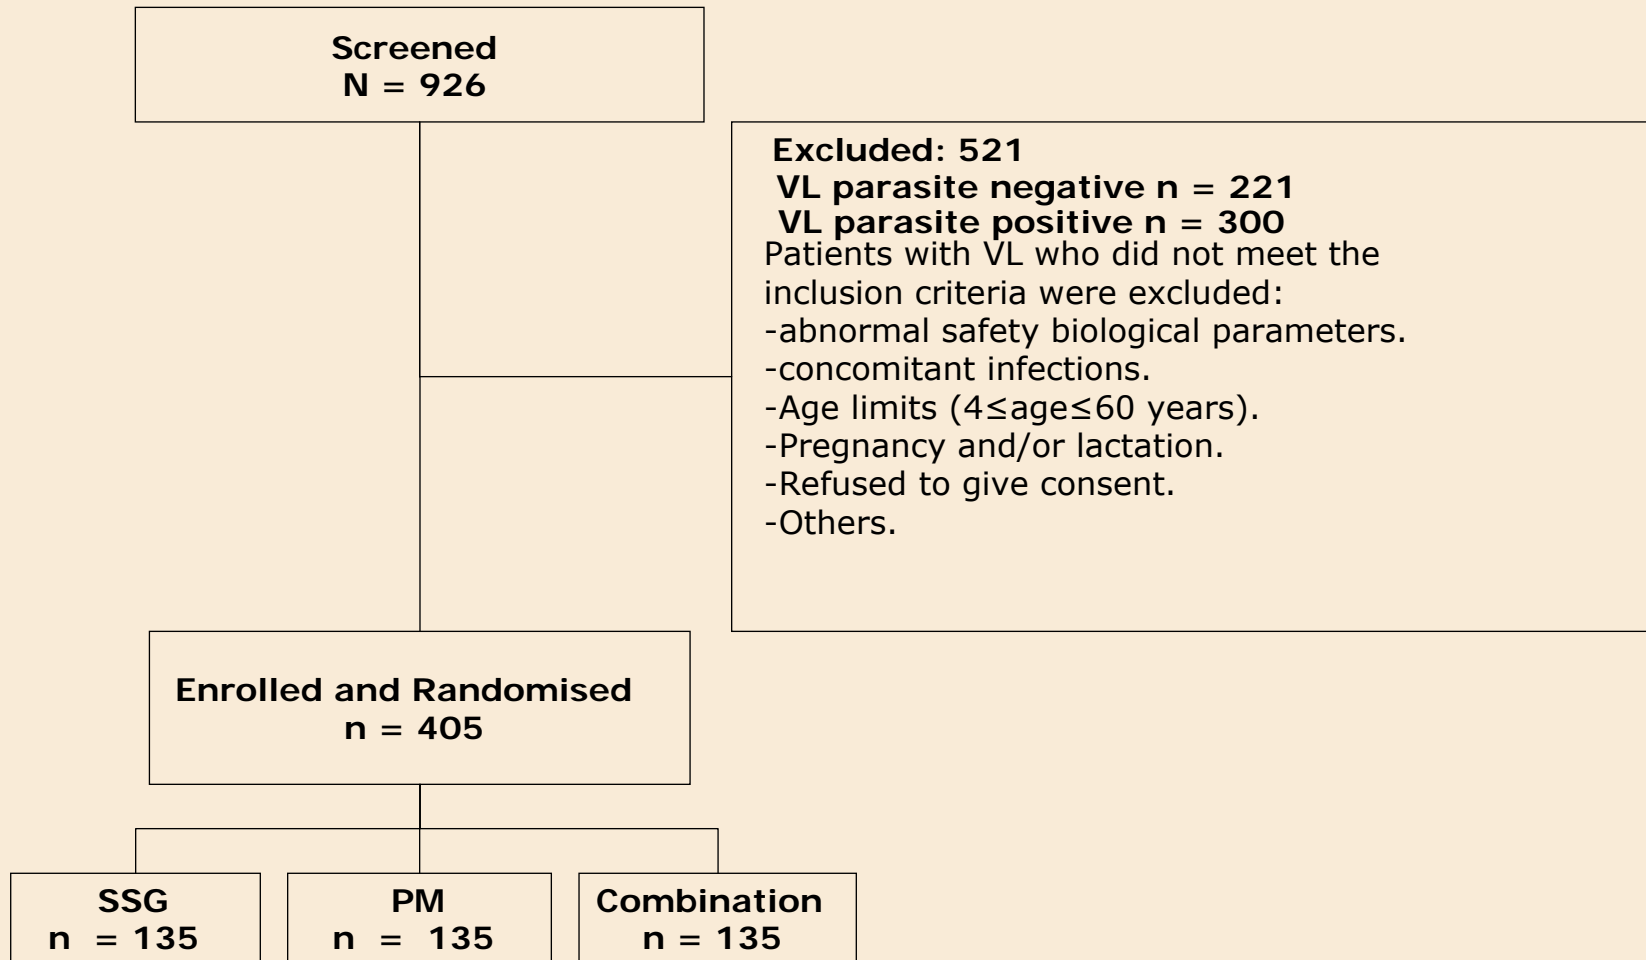 Screened
N = 926
Excluded: 521
VL parasite negative n = 221
VL parasite positive n = 300
Patients with VL who did not meet the
inclusion criteria were excluded:
-abnormal safety biological parameters.
-concomitant infections.
-Age limits (4≤age≤60 years).
-Pregnancy and/or lactation.
-Refused to give consent.
-Others.
Enrolled and Randomised
n = 405
SSG
n = 135
PM
n = 135
Combination
n = 135